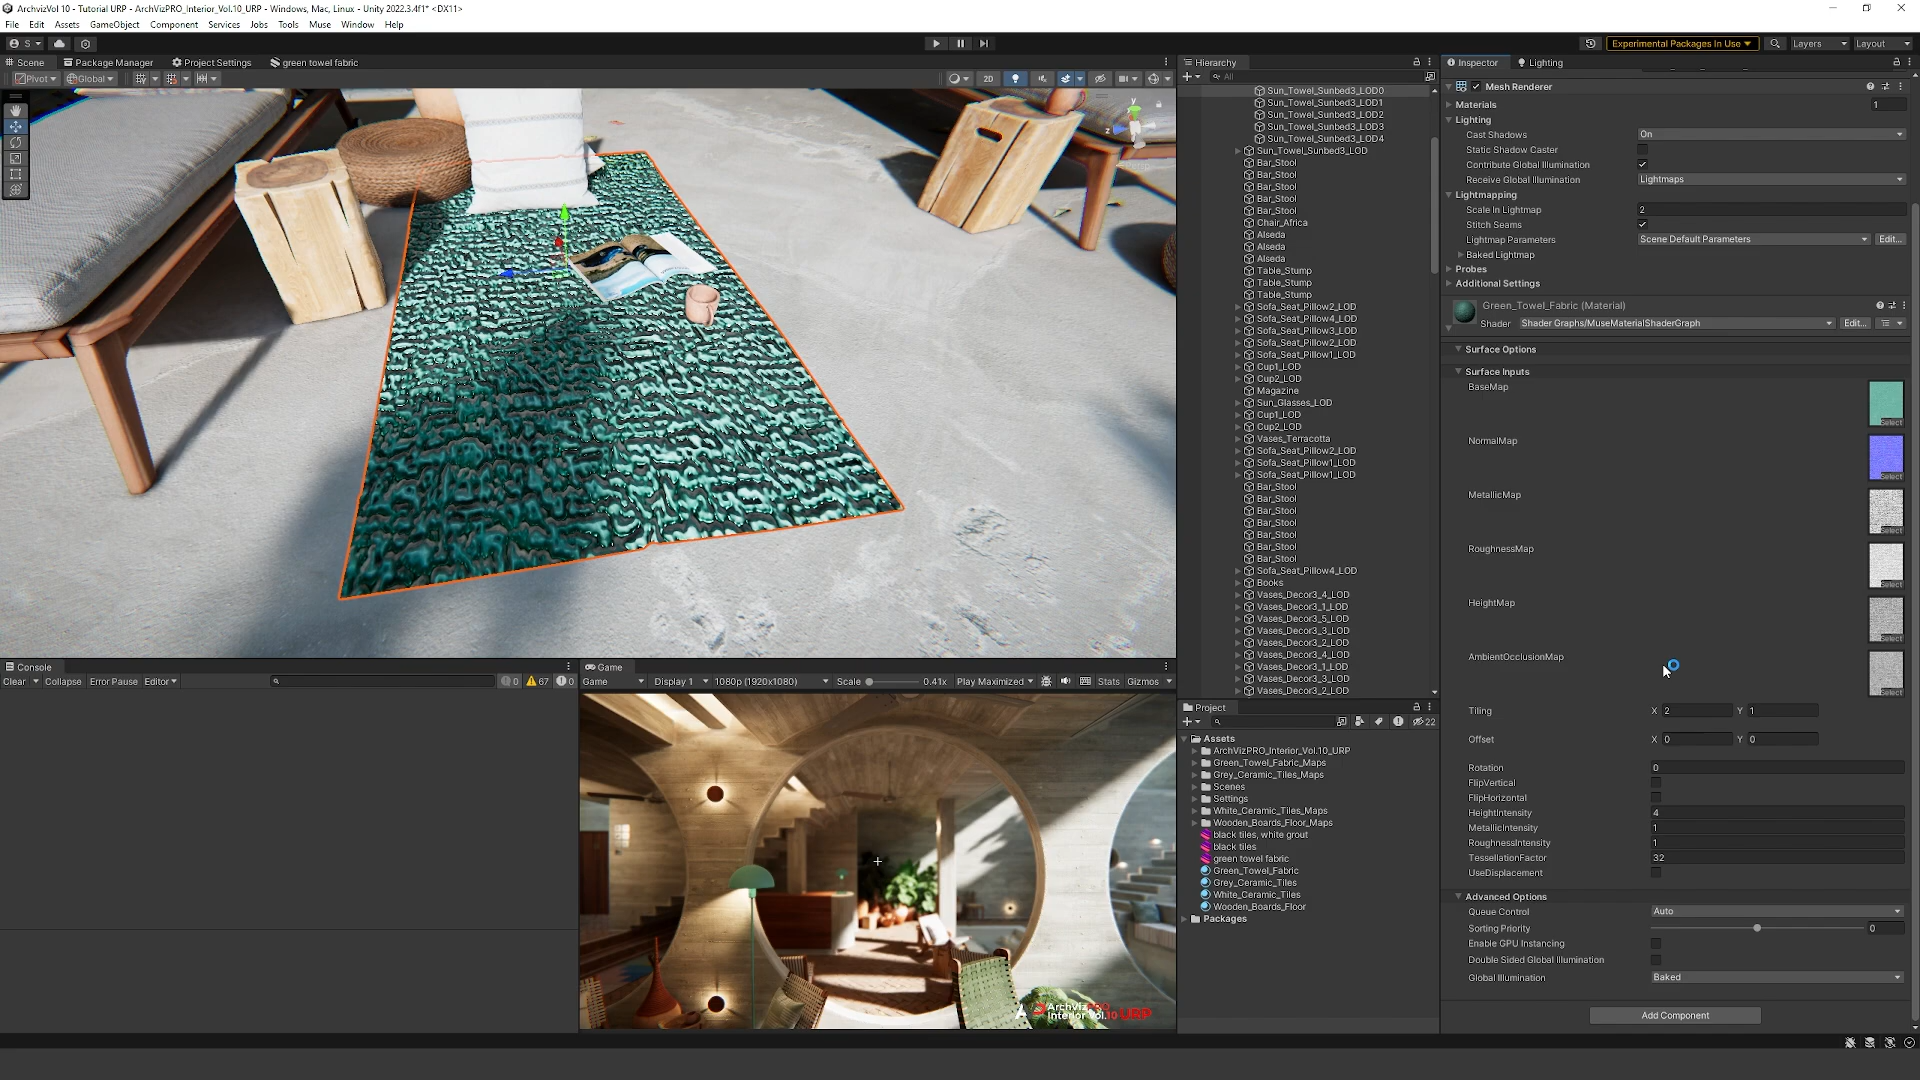 ArchvizVol 10 - Tutorial URP - ArchVizPRO_Interior_Vol.10_URP - Windows, Mac, Linux - Unity 2022.3.4f1* <DX11>
File Edit Assets GameObject Component Services Jobs Tools Muse Window Help
S
Experimental Packages In Use
Layers
Layout
Scene Package Manager Project Settings green towel fabric
Pivot Global
2D
y
z
Console
Clear Collapse Error Pause Editor
0 67 0
Game
Game Display 1 1080p (1920x1080) Scale 0.41x Play Maximized Stats Gizmos
ArchVizPRO
Interior Vol.10 URP
Hierarchy
All
Sun_Towel_Sunbed3_LOD0
Sun_Towel_Sunbed3_LOD1
Sun_Towel_Sunbed3_LOD2
Sun_Towel_Sunbed3_LOD3
Sun_Towel_Sunbed3_LOD4
Sun_Towel_Sunbed3_LOD
Bar_Stool
Bar_Stool
Bar_Stool
Bar_Stool
Bar_Stool
Chair_Africa
Alseda
Alseda
Alseda
Table_Stump
Table_Stump
Table_Stump
Sofa_Seat_Pillow2_LOD
Sofa_Seat_Pillow4_LOD
Sofa_Seat_Pillow3_LOD
Sofa_Seat_Pillow2_LOD
Sofa_Seat_Pillow1_LOD
Cup1_LOD
Cup2_LOD
Magazine
Sun_Glasses_LOD
Cup1_LOD
Cup2_LOD
Vases_Terracotta
Sofa_Seat_Pillow2_LOD
Sofa_Seat_Pillow1_LOD
Sofa_Seat_Pillow1_LOD
Bar_Stool
Bar_Stool
Bar_Stool
Bar_Stool
Bar_Stool
Bar_Stool
Bar_Stool
Sofa_Seat_Pillow4_LOD
Books
Vases_Decor3_4_LOD
Vases_Decor3_1_LOD
Vases_Decor3_5_LOD
Vases_Decor3_3_LOD
Vases_Decor3_2_LOD
Vases_Decor3_4_LOD
Vases_Decor3_1_LOD
Vases_Decor3_3_LOD
Vases_Decor3_2_LOD
Project
22
Assets
ArchVizPRO_Interior_Vol.10_URP
Green_Towel_Fabric_Maps
Grey_Ceramic_Tiles_Maps
Scenes
Settings
White_Ceramic_Tiles_Maps
Wooden_Boards_Floor_Maps
black tiles, white grout
black tiles
green towel fabric
Green_Towel_Fabric
Grey_Ceramic_Tiles
White_Ceramic_Tiles
Wooden_Boards_Floor
Packages
Inspector Lighting
Mesh Renderer
Materials 1
Lighting
Cast Shadows On
Static Shadow Caster
Contribute Global Illumination
Receive Global Illumination Lightmaps
Lightmapping
Scale In Lightmap 2
Stitch Seams
Lightmap Parameters Scene Default Parameters Edit...
Baked Lightmap
Probes
Additional Settings
Green_Towel_Fabric (Material)
Shader Shader Graphs/MuseMaterialShaderGraph Edit...
Surface Options
Surface Inputs
BaseMap
Select
NormalMap
Select
MetallicMap
Select
RoughnessMap
Select
HeightMap
Select
AmbientOcclusionMap
Select
Tiling X 2 Y 1
Offset X 0 Y 0
Rotation 0
FlipVertical
FlipHorizontal
HeightIntensity 4
MetallicIntensity 1
RoughnessIntensity 1
TessellationFactor 32
UseDisplacement
Advanced Options
Queue Control Auto
Sorting Priority 0
Enable GPU Instancing
Double Sided Global Illumination
Global Illumination Baked
Add Component